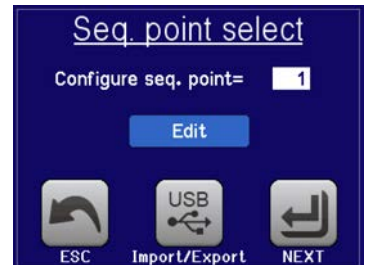 Seq. point select
Configure seq. point= 1
Edit
USB
ESC Import/Export NEXT